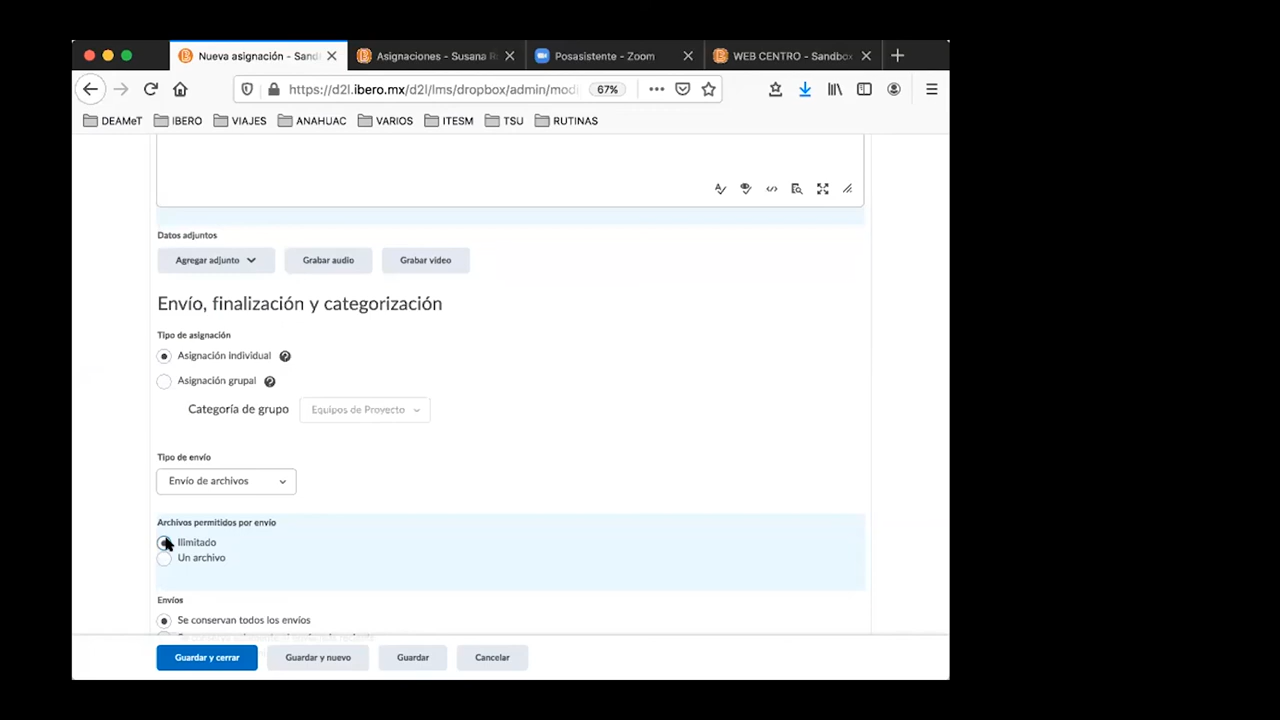 Nueva asignación - Sand
Asignaciones - Susana R
Posasistente - Zoom
WEB CENTRO - Sandbox
https://d2l.ibero.mx/d2l/lms/dropbox/admin/modi
67%
DEAMeT
IBERO
VIAJES
ANAHUAC
VARIOS
ITESM
TSU
RUTINAS
Datos adjuntos
Agregar adjunto
Grabar audio
Grabar video
Envío, finalización y categorización
Tipo de asignación
Asignación individual
Asignación grupal
Categoría de grupo
Equipos de Proyecto
Tipo de envío
Envío de archivos
Archivos permitidos por envío
Ilimitado
Un archivo
Envíos
Se conservan todos los envíos
Guardar y cerrar
Guardar y nuevo
Guardar
Cancelar